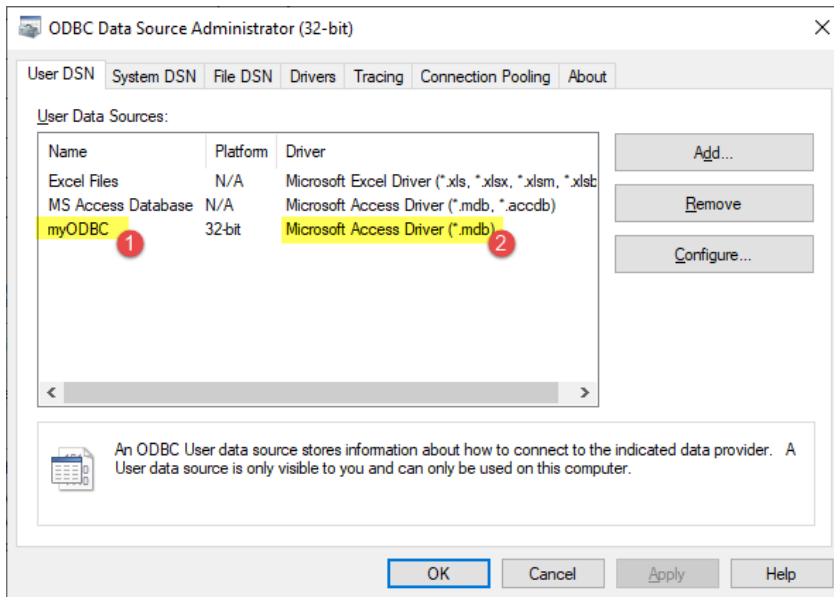 ODBC Data Source Administrator (32-bit)
User DSN System DSN File DSN Drivers Tracing Connection Pooling About
User Data Sources:
Name Platform Driver
Excel Files N/A Microsoft Excel Driver (*.xls, *.xlsx, *.xlsm, *.xlsb
MS Access Database N/A Microsoft Access Driver (*.mdb, *.accdb)
myODBC 32-bit Microsoft Access Driver (*.mdb)
1 2
Add...
Remove
Configure...
An ODBC User data source stores information about how to connect to the indicated data provider. A
User data source is only visible to you and can only be used on this computer.
OK Cancel Apply Help